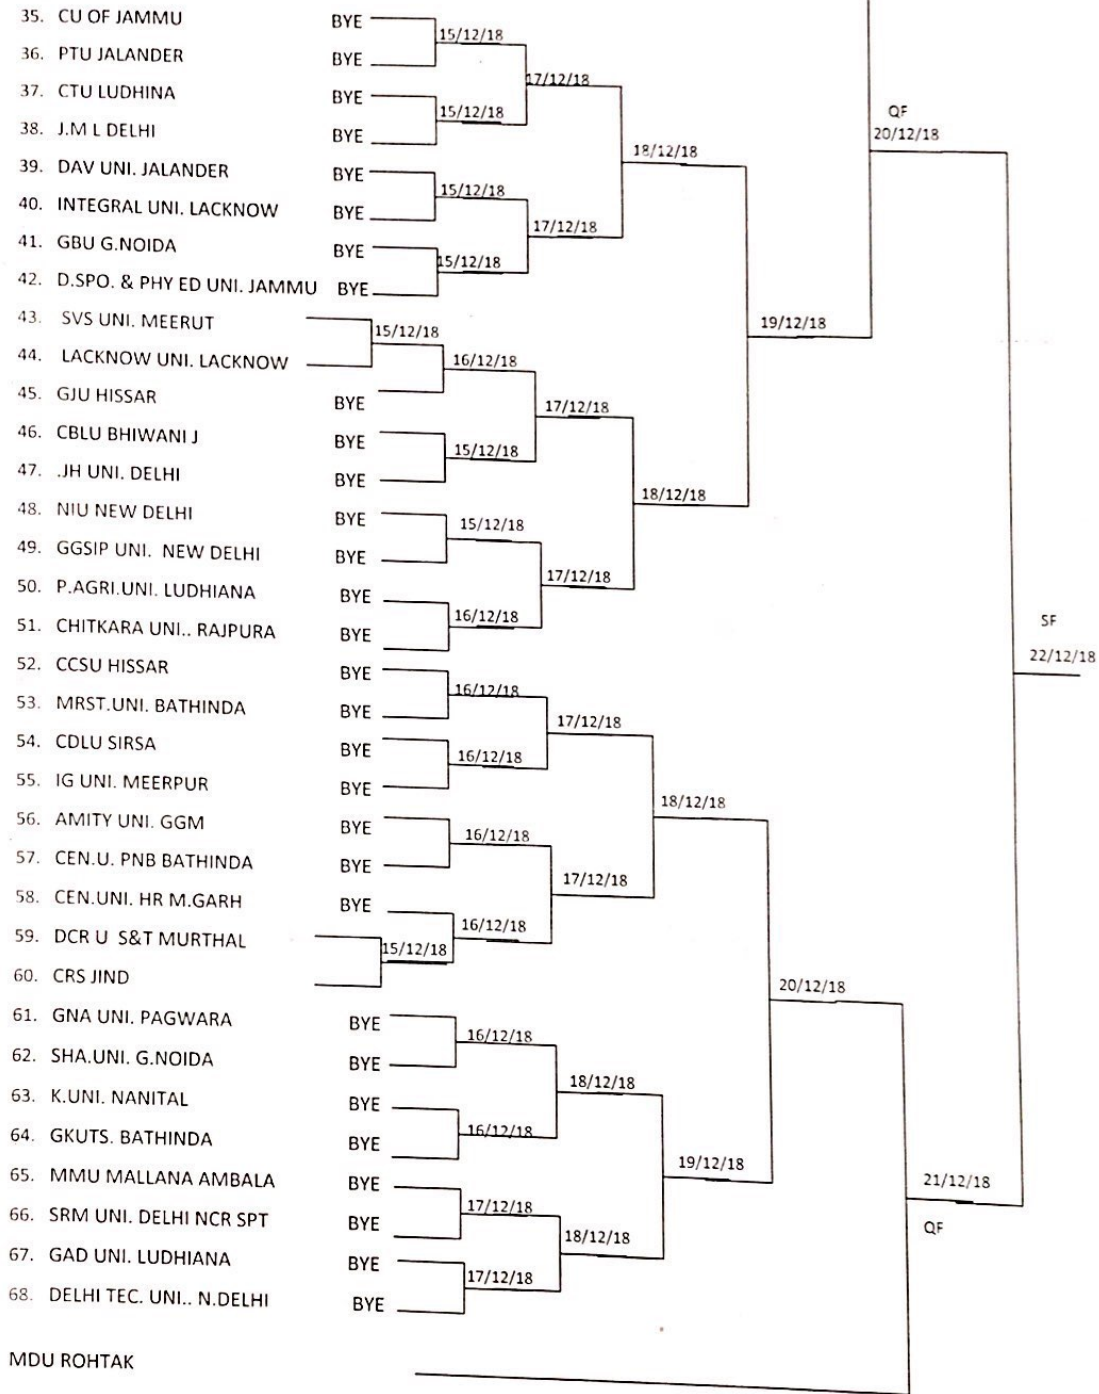 35. CU OF JAMMU BYE
15/12/18
36. PTU JALANDER BYE
17/12/18
37. CTU LUDHINA BYE
15/12/18
QF
20/12/18
38. J.M L DELHI BYE
18/12/18
39. DAV UNI. JALANDER BYE
15/12/18
40. INTEGRAL UNI. LACKNOW BYE
17/12/18
41. GBU G.NOIDA BYE
15/12/18
42. D.SPO. & PHY ED UNI. JAMMU BYE
43. SVS UNI. MEERUT
15/12/18
19/12/18
44. LACKNOW UNI. LACKNOW
16/12/18
45. GJU HISSAR BYE
17/12/18
46. CBLU BHIWANI J BYE
15/12/18
47. .JH UNI. DELHI BYE
18/12/18
48. NIU NEW DELHI BYE
15/12/18
49. GGSIP UNI. NEW DELHI BYE
17/12/18
50. P.AGRI.UNI. LUDHIANA BYE
16/12/18
51. CHITKARA UNI.. RAJPURA BYE
SF
22/12/18
52. CCSU HISSAR BYE
16/12/18
53. MRST.UNI. BATHINDA BYE
17/12/18
54. CDLU SIRSA BYE
16/12/18
55. IG UNI. MEERPUR BYE
18/12/18
56. AMITY UNI. GGM BYE
16/12/18
57. CEN.U. PNB BATHINDA BYE
17/12/18
58. CEN.UNI. HR M.GARH BYE
16/12/18
59. DCR U S&T MURTHAL
15/12/18
60. CRS JIND
20/12/18
61. GNA UNI. PAGWARA BYE
16/12/18
62. SHA.UNI. G.NOIDA BYE
18/12/18
63. K.UNI. NANITAL BYE
16/12/18
64. GKUTS. BATHINDA BYE
19/12/18
65. MMU MALLANA AMBALA BYE
21/12/18
17/12/18
66. SRM UNI. DELHI NCR SPT BYE
QF
18/12/18
67. GAD UNI. LUDHIANA BYE
17/12/18
68. DELHI TEC. UNI.. N.DELHI BYE
MDU ROHTAK